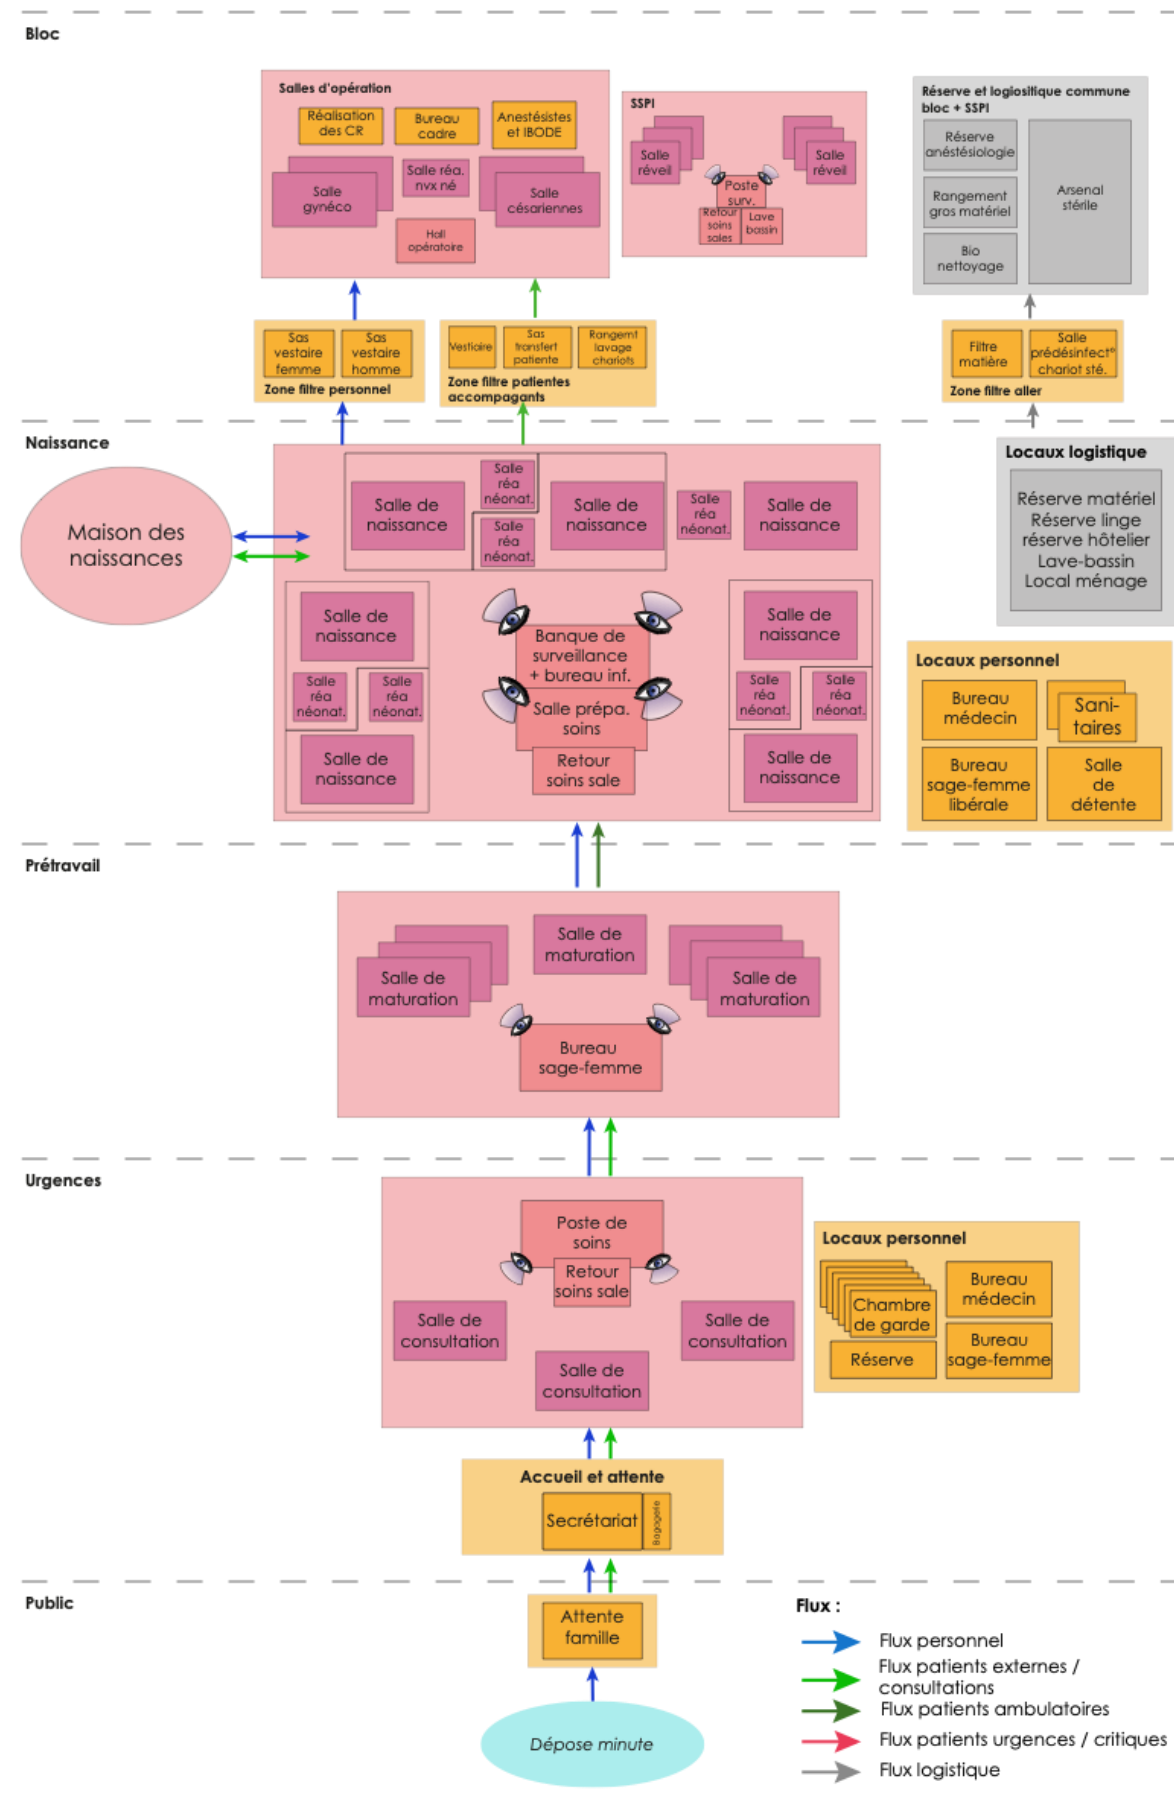 Bloc
Salles d'opération
Réalisation
des CR
Bureau
cadre
Anestésistes
et IBODE
Salle
gynéco
Salle réa.
nvx né
Salle
césariennes
Hall
opératoire
SSPI
Salle
réveil
Salle
réveil
Poste
surv.
Retour
soins
sales
Lave
bassin
Réserve et logiositique commune
bloc + SSPI
Réserve
anéstésiologie
Rangement
gros matériel
Bio
nettoyage
Arsenal
stérile
Sas
vestaire
femme
Sas
vestaire
homme
Zone filtre personnel
Vestiaire
Sas
transfert
patiente
Rangemt
lavage
chariots
Zone filtre patientes
accompagants
Filtre
matière
Salle
prédésinfect°
chariot sté.
Zone filtre aller
Naissance
Maison des
naissances
Salle de
naissance
Salle
réa
néonat.
Salle
réa
néonat.
Salle de
naissance
Salle
réa
néonat.
Salle de
naissance
Salle de
naissance
Salle
réa
néonat.
Salle
réa
néonat.
Salle de
naissance
Banque de
surveillance
+ bureau inf.
Salle prépa.
soins
Retour
soins sale
Salle de
naissance
Salle
réa
néonat.
Salle
réa
néonat.
Salle de
naissance
Locaux logistique
Réserve matériel
Réserve linge
réserve hôtelier
Lave-bassin
Local ménage
Locaux personnel
Bureau
médecin
Sani-
taires
Bureau
sage-femme
libérale
Salle
de
détente
Prétravail
Salle de
maturation
Salle de
maturation
Salle de
maturation
Bureau
sage-femme
Urgences
Poste de
soins
Retour
soins sale
Salle de
consultation
Salle de
consultation
Salle de
consultation
Locaux personnel
Chambre
de garde
Bureau
médecin
Réserve
Bureau
sage-femme
Accueil et attente
Secrétariat
Bagagerie
Public
Attente
famille
Dépose minute
Flux :
Flux personnel
Flux patients externes /
consultations
Flux patients ambulatoires
Flux patients urgences / critiques
Flux logistique